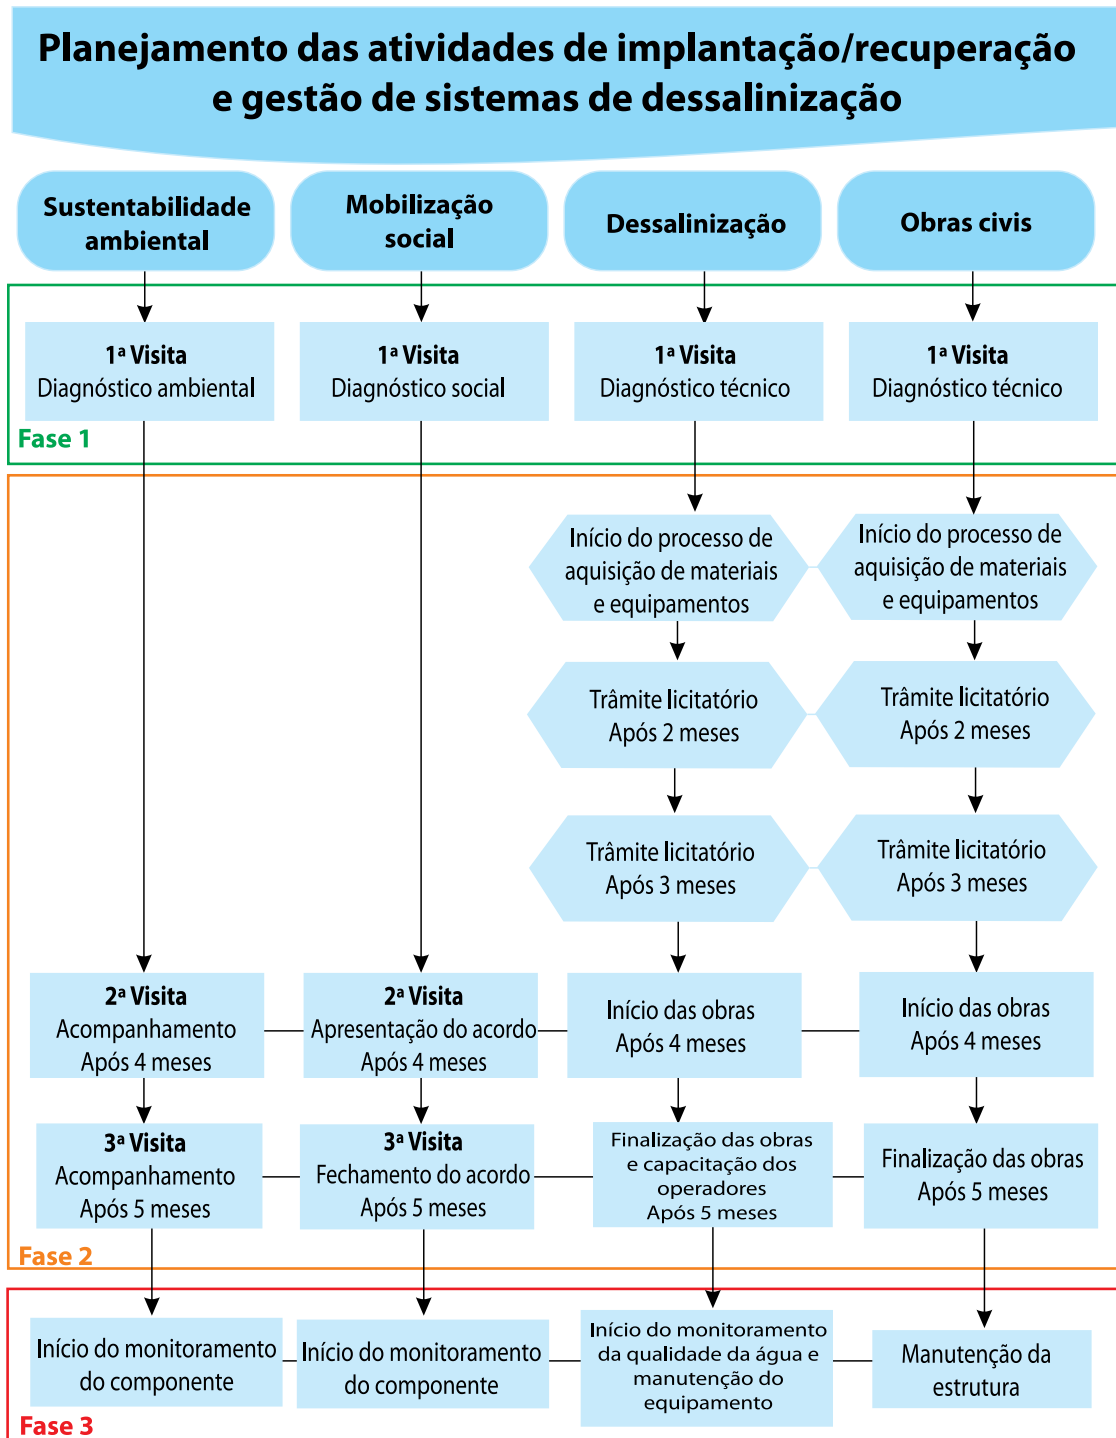 Planejamento das atividades de implantação/recuperação
e gestão de sistemas de dessalinização
Sustentabilidade
ambiental
Mobilização
social
Dessalinização
Obras civis
1ª Visita
Diagnóstico ambiental
1ª Visita
Diagnóstico social
1ª Visita
Diagnóstico técnico
1ª Visita
Diagnóstico técnico
Fase 1
Início do processo de
aquisição de materiais
e equipamentos
Início do processo de
aquisição de materiais
e equipamentos
Trâmite licitatório
Após 2 meses
Trâmite licitatório
Após 2 meses
Trâmite licitatório
Após 3 meses
Trâmite licitatório
Após 3 meses
2ª Visita
Acompanhamento
Após 4 meses
2ª Visita
Apresentação do acordo
Após 4 meses
Início das obras
Após 4 meses
Início das obras
Após 4 meses
3ª Visita
Acompanhamento
Após 5 meses
3ª Visita
Fechamento do acordo
Após 5 meses
Finalização das obras
e capacitação dos
operadores
Após 5 meses
Finalização das obras
Após 5 meses
Fase 2
Início do monitoramento
do componente
Início do monitoramento
do componente
Início do monitoramento
da qualidade da água e
manutenção do
equipamento
Manutenção da
estrutura
Fase 3